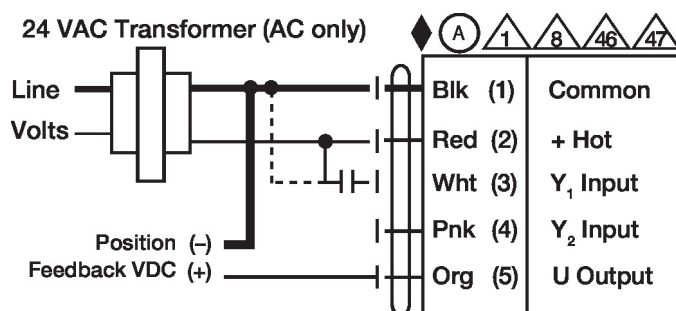 24 VAC Transformer (AC only)
A 1 8 46 47
Line
Volts
Blk (1) Common
Red (2) + Hot
Wht (3) Y₁ Input
Pnk (4) Y₂ Input
Org (5) U Output
Position (–)
Feedback VDC (+)